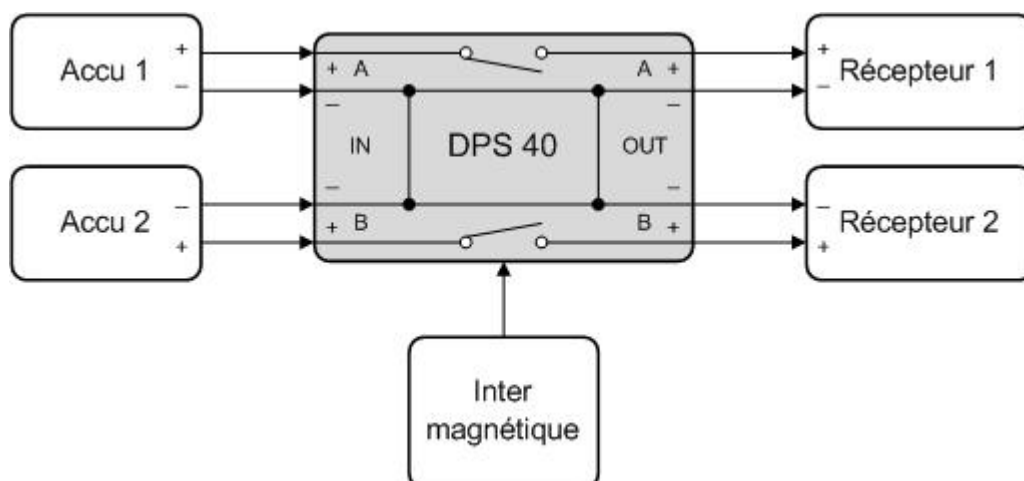 Accu 1
+
–
+ A
–
A +
–
+
–
Récepteur 1
IN
DPS 40
OUT
Accu 2
–
+
–
+ B
–
B +
–
+
Récepteur 2
Inter
magnétique